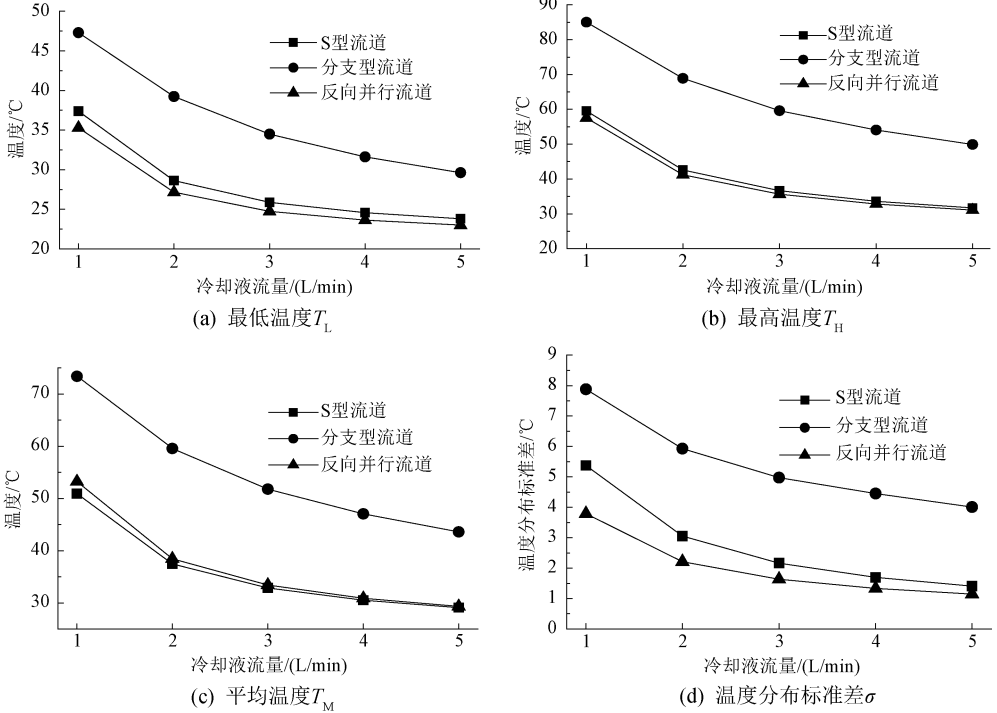 50
45
40
35
30
25
20
温度/℃
S型流道
分支型流道
反向并行流道
1 2 3 4 5
冷却液流量/(L/min)
(a) 最低温度TL
90
80
70
60
50
40
30
20
温度/℃
S型流道
分支型流道
反向并行流道
1 2 3 4 5
冷却液流量/(L/min)
(b) 最高温度TH
70
60
50
40
30
温度/℃
S型流道
分支型流道
反向并行流道
1 2 3 4 5
冷却液流量/(L/min)
(c) 平均温度TM
9
8
7
6
5
4
3
2
1
0
温度分布标准差/℃
S型流道
分支型流道
反向并行流道
1 2 3 4 5
冷却液流量/(L/min)
(d) 温度分布标准差σ